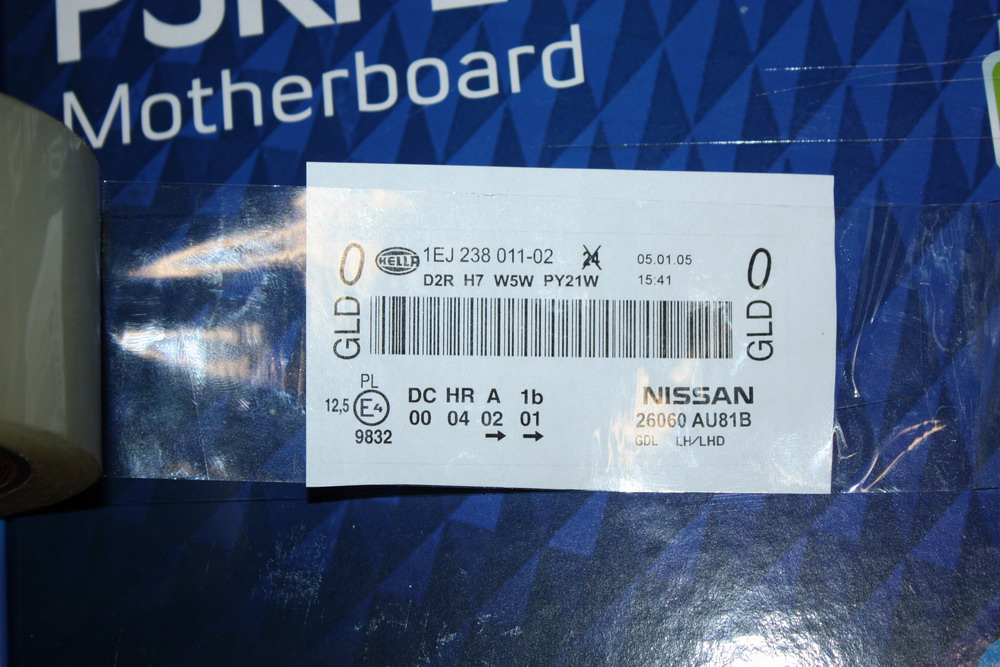 Motherboard
GLD 0
HELLA 1EJ 238 011-02 24 05.01.05
D2R H7 W5W PY21W 15:41
GLD 0
PL
12,5 E4
9832
DC HR A 1b
00 04 02 01
→ →
NISSAN
26060 AU81B
GDL LH/LHD